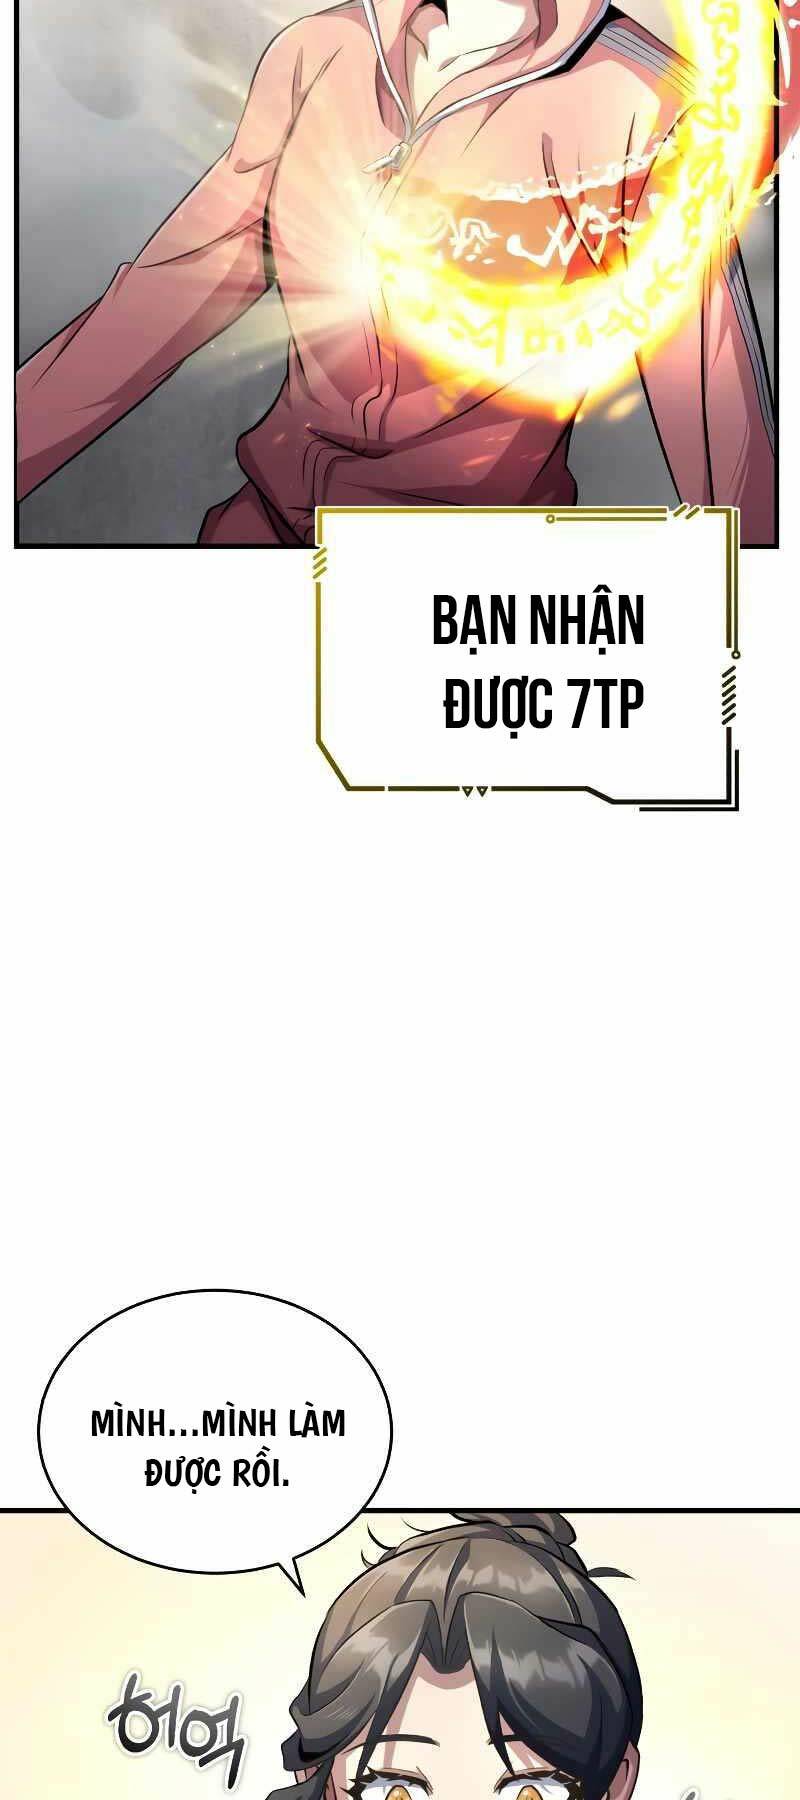 BẠN NHẬN
ĐƯỢC 7TP
MÌNH...MÌNH LÀM
ĐƯỢC RỒI.
허억